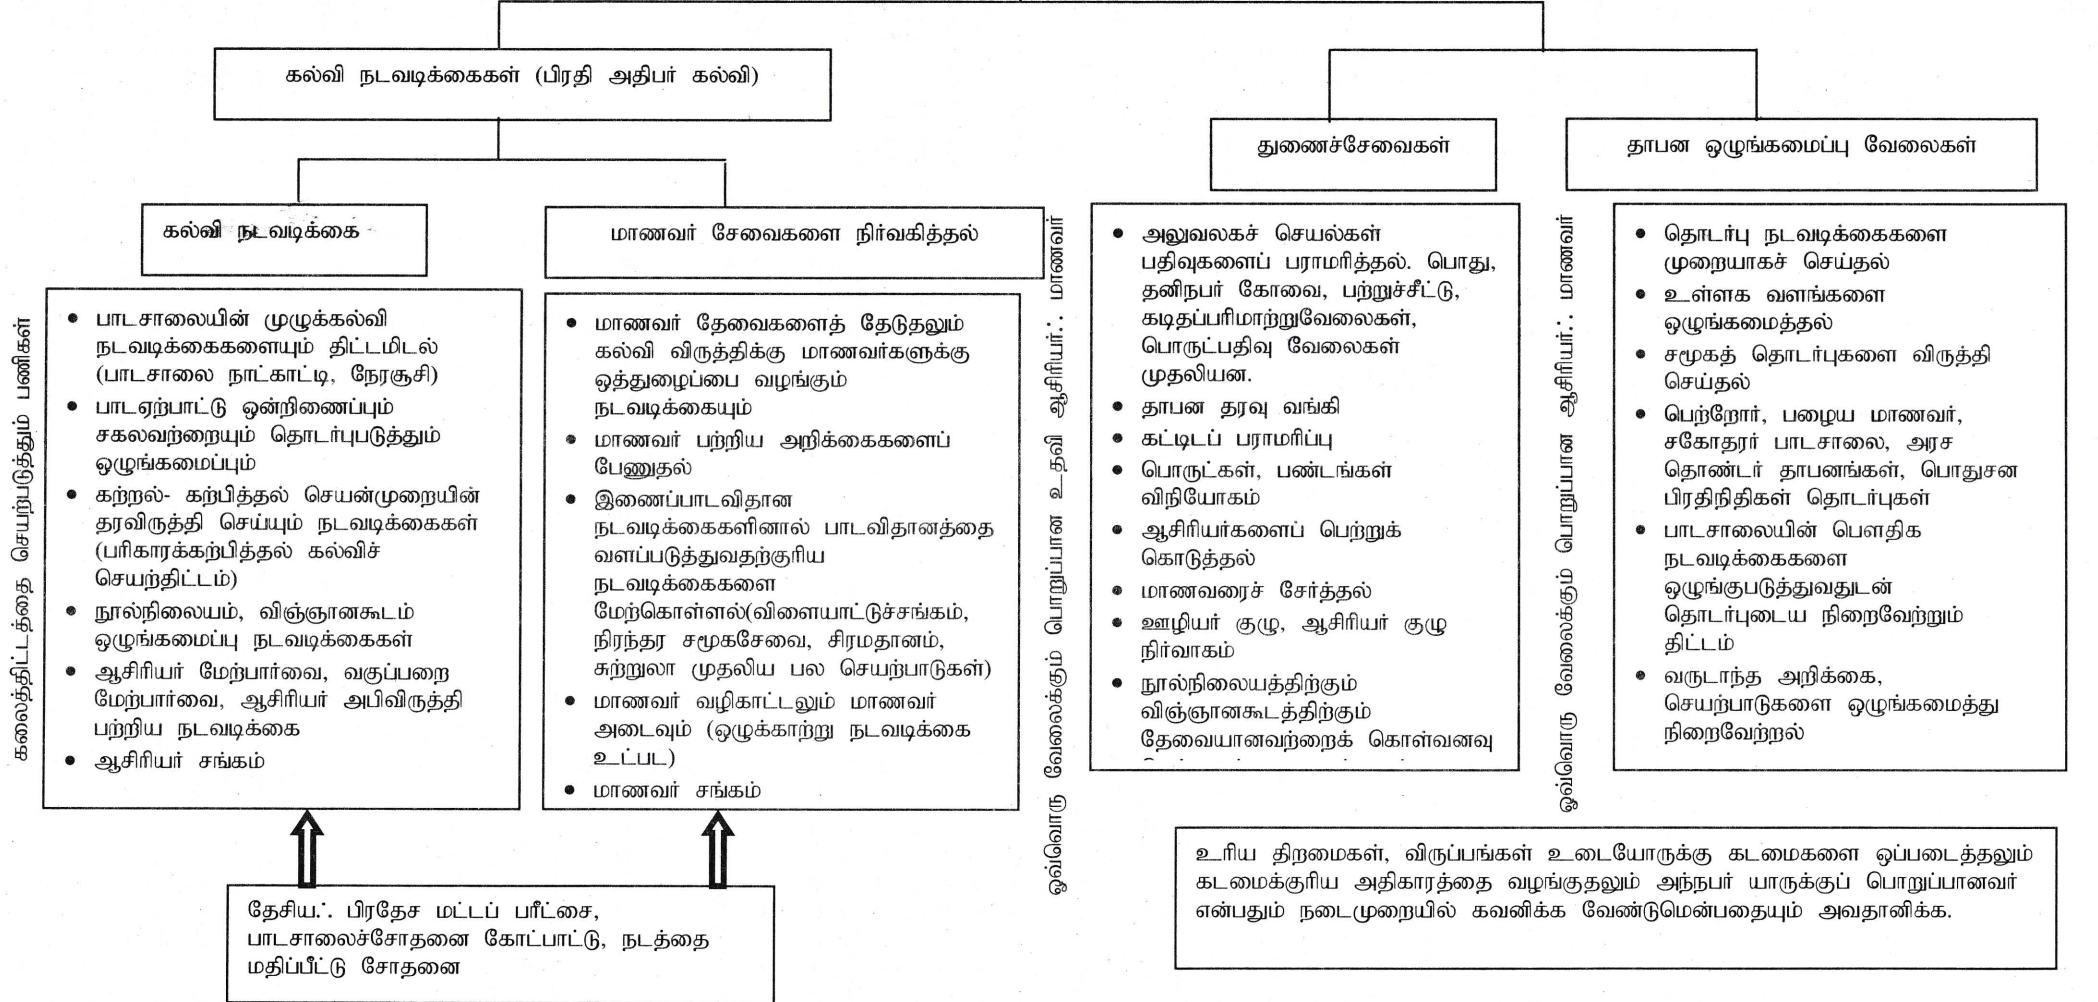 கல்வி நடவடிக்கைகள் (பிரதி அதிபர் கல்வி)
துணைச்சேவைகள்
தாபன ஒழுங்கமைப்பு வேலைகள்
கல்வி நடவடிக்கை
மாணவர் சேவைகளை நிர்வகித்தல்
கலைத்திட்டத்தை செயற்படுத்தும் பணிகள்
● பாடசாலையின் முழுக்கல்வி
நடவடிக்கைகளையும் திட்டமிடல்
(பாடசாலை நாட்காட்டி, நேரசூசி)
● பாடஏற்பாட்டு ஒன்றிணைப்பும்
சகலவற்றையும் தொடர்புபடுத்தும்
ஒழுங்கமைப்பும்
● கற்றல்- கற்பித்தல் செயன்முறையின்
தரவிருத்தி செய்யும் நடவடிக்கைகள்
(பரிகாரக்கற்பித்தல் கல்விச்
செயற்திட்டம்)
● நூல்நிலையம், விஞ்ஞானகூடம்
ஒழுங்கமைப்பு நடவடிக்கைகள்
● ஆசிரியர் மேற்பார்வை, வகுப்பறை
மேற்பார்வை, ஆசிரியர் அபிவிருத்தி
பற்றிய நடவடிக்கை
● ஆசிரியர் சங்கம்
● மாணவர் தேவைகளைத் தேடுதலும்
கல்வி விருத்திக்கு மாணவர்களுக்கு
ஒத்துழைப்பை வழங்கும்
நடவடிக்கையும்
● மாணவர் பற்றிய அறிக்கைகளைப்
பேணுதல்
● இணைப்பாடவிதான
நடவடிக்கைகளினால் பாடவிதானத்தை
வளப்படுத்துவதற்குரிய
நடவடிக்கைகளை
மேற்கொள்ளல்(விளையாட்டுச்சங்கம்,
நிரந்தர சமூகசேவை, சிரமதானம்,
சுற்றுலா முதலிய பல செயற்பாடுகள்)
● மாணவர் வழிகாட்டலும் மாணவர்
அடைவும் (ஒழுக்காற்று நடவடிக்கை
உட்பட)
● மாணவர் சங்கம்
ஒவ்வொரு வேலைக்கும் பொறுப்பான உதவி ஆசிரியர்ஃ மாணவர்
● அலுவலகச் செயல்கள்
பதிவுகளைப் பராமரித்தல். பொது,
தனிநபர் கோவை, பற்றுச்சீட்டு,
கடிதப்பரிமாற்றுவேலைகள்,
பொருட்பதிவு வேலைகள்
முதலியன.
● தாபன தரவு வங்கி
● கட்டிடப் பராமரிப்பு
● பொருட்கள், பண்டங்கள்
விநியோகம்
● ஆசிரியர்களைப் பெற்றுக்
கொடுத்தல்
● மாணவரைச் சேர்த்தல்
● ஊழியர் குழு, ஆசிரியர் குழு
நிர்வாகம்
● நூல்நிலையத்திற்கும்
விஞ்ஞானகூடத்திற்கும்
தேவையானவற்றைக் கொள்வனவு
ஒவ்வொரு வேலைக்கும் பொறுப்பான ஆசிரியர்ஃ மாணவர்
● தொடர்பு நடவடிக்கைகளை
முறையாகச் செய்தல்
● உள்ளக வளங்களை
ஒழுங்கமைத்தல்
● சமூகத் தொடர்புகளை விருத்தி
செய்தல்
● பெற்றோர், பழைய மாணவர்,
சகோதரர் பாடசாலை, அரச
தொண்டர் தாபனங்கள், பொதுசன
பிரதிநிதிகள் தொடர்புகள்
● பாடசாலையின் பௌதிக
நடவடிக்கைகளை
ஒழுங்குபடுத்துவதுடன்
தொடர்புடைய நிறைவேற்றும்
திட்டம்
● வருடாந்த அறிக்கை,
செயற்பாடுகளை ஒழுங்கமைத்து
நிறைவேற்றல்
தேசியஃ பிரதேச மட்டப் பரீட்சை,
பாடசாலைச்சோதனை கோட்பாட்டு, நடத்தை
மதிப்பீட்டு சோதனை
உரிய திறமைகள், விருப்பங்கள் உடையோருக்கு கடமைகளை ஒப்படைத்தலும்
கடமைக்குரிய அதிகாரத்தை வழங்குதலும் அந்நபர் யாருக்குப் பொறுப்பானவர்
என்பதும் நடைமுறையில் கவனிக்க வேண்டுமென்பதையும் அவதானிக்க.